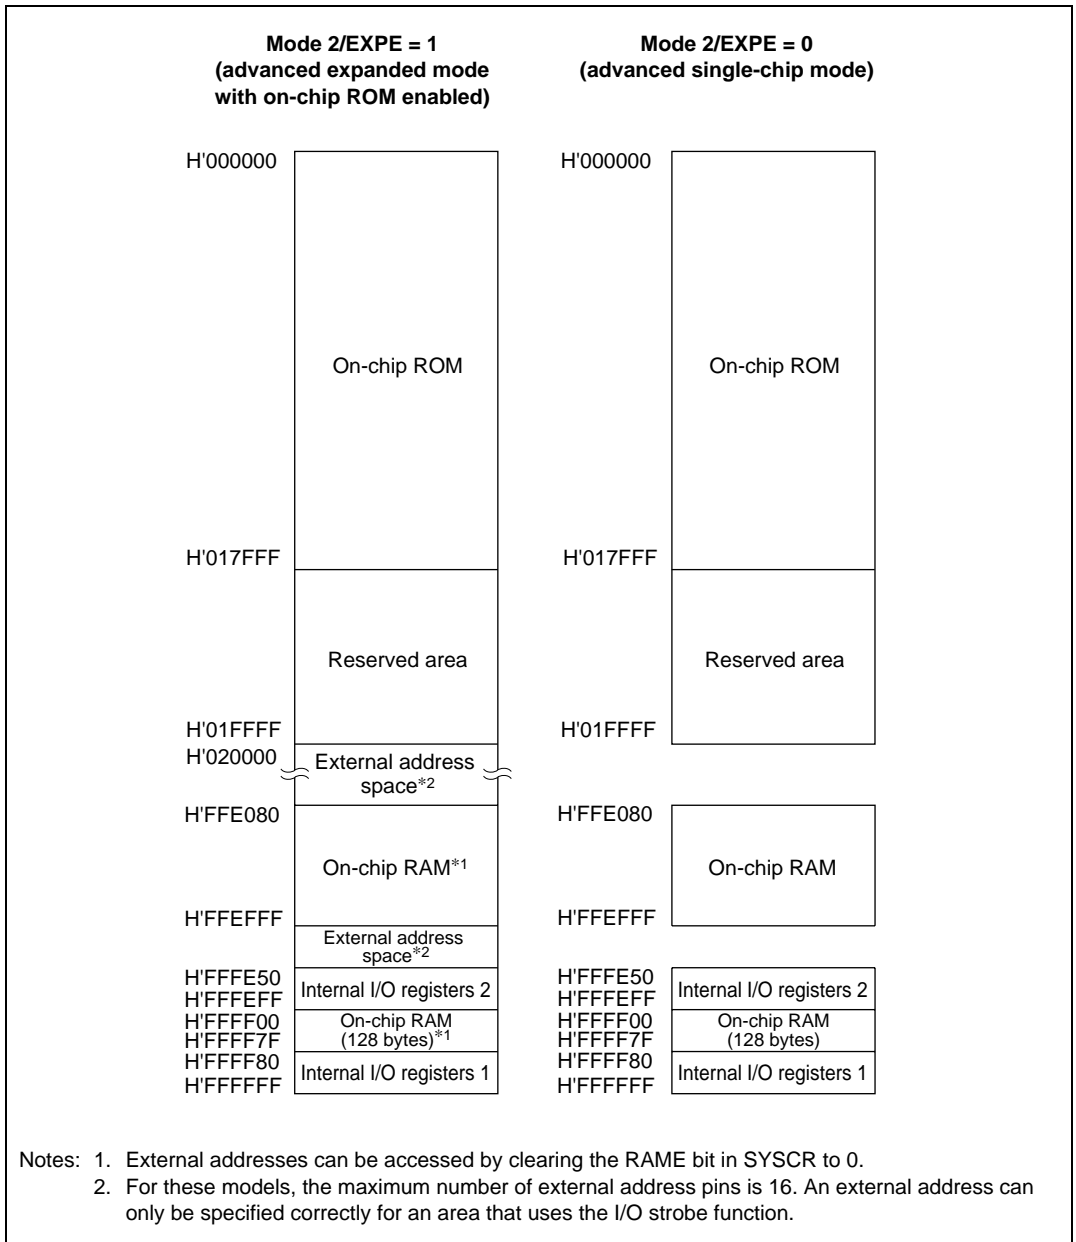 Mode 2/EXPE = 1
(advanced expanded mode
with on-chip ROM enabled)
H'000000
On-chip ROM
H'017FFF
Reserved area
H'01FFFF
H'020000
External address
space*2
H'FFE080
On-chip RAM*1
H'FFEFFF
External address
space*2
H'FFFE50
Internal I/O registers 2
H'FFFEFF
H'FFFF00
On-chip RAM
(128 bytes)*1
H'FFFF7F
H'FFFF80
Internal I/O registers 1
H'FFFFFF
Mode 2/EXPE = 0
(advanced single-chip mode)
H'000000
On-chip ROM
H'017FFF
Reserved area
H'01FFFF
H'FFE080
On-chip RAM
H'FFEFFF
H'FFFE50
Internal I/O registers 2
H'FFFEFF
H'FFFF00
On-chip RAM
(128 bytes)
H'FFFF7F
H'FFFF80
Internal I/O registers 1
H'FFFFFF
Notes: 1. External addresses can be accessed by clearing the RAME bit in SYSCR to 0.
2. For these models, the maximum number of external address pins is 16. An external address can
only be specified correctly for an area that uses the I/O strobe function.